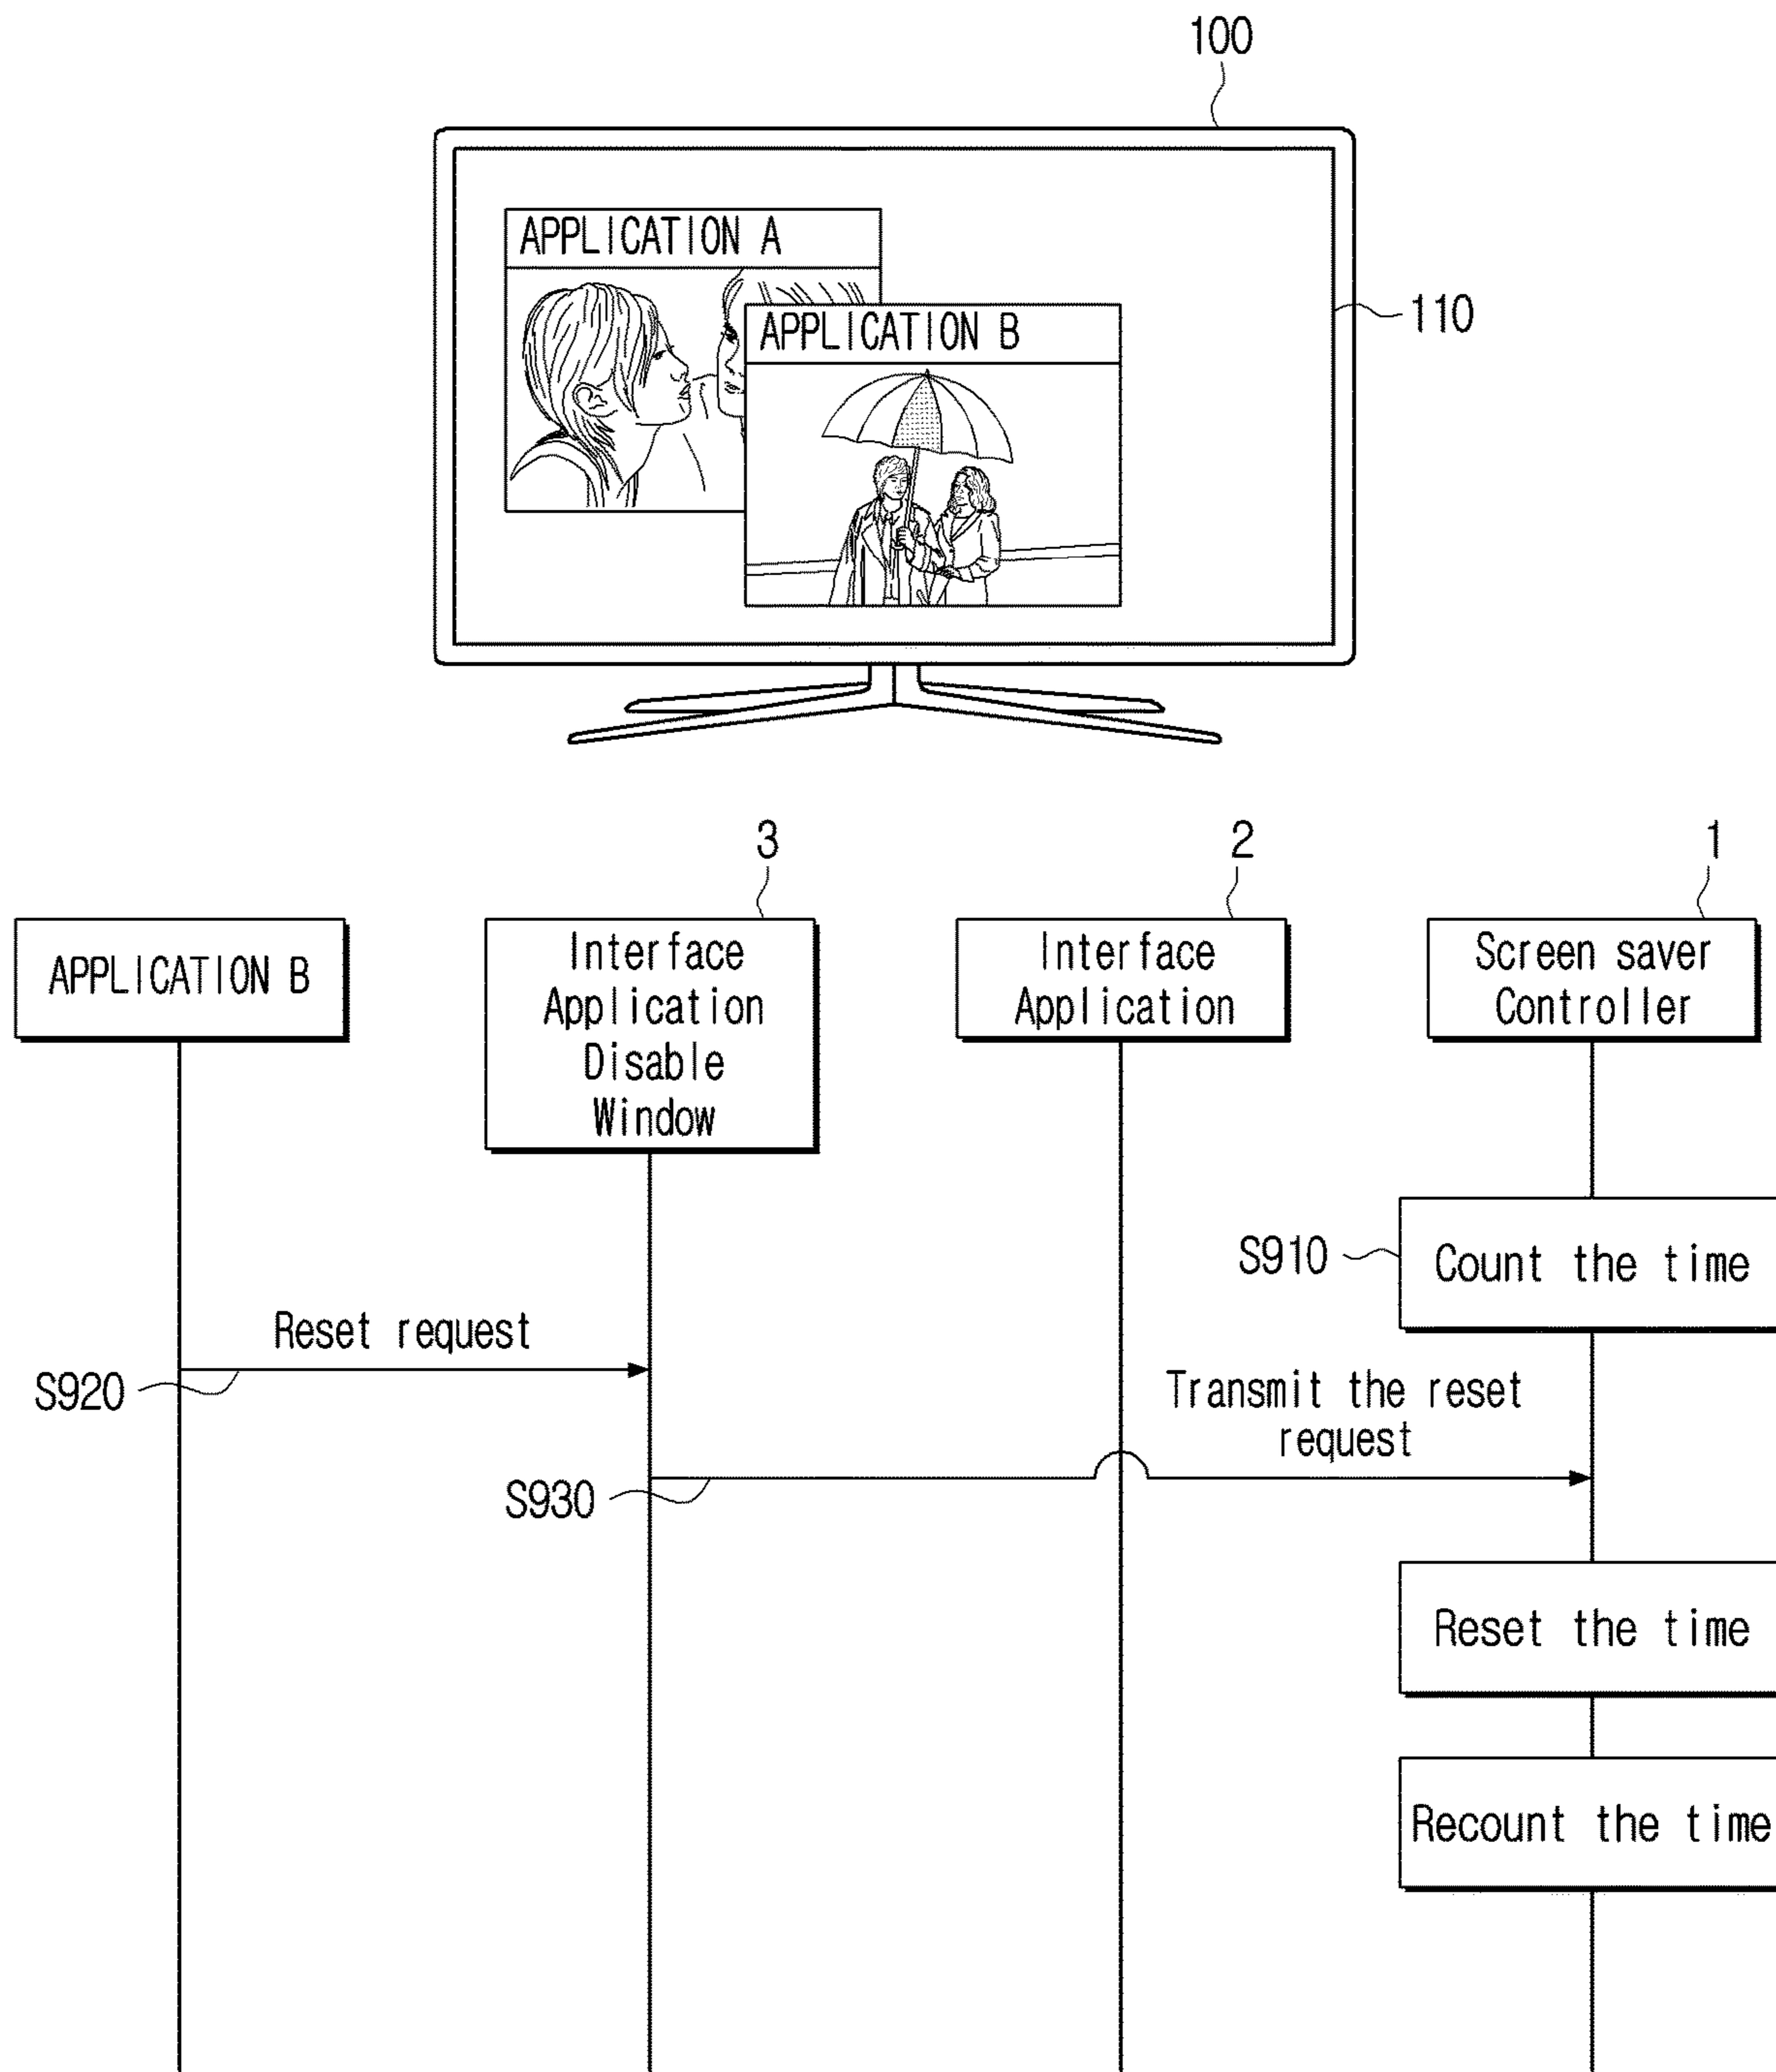 100
APPLICATION A
110
APPLICATION B
3
2
1
APPLICATION B
Interface
Application
Disable
Window
Interface
Application
Screen saver
Controller
S910
Count the time
Reset request
S920
Transmit the reset
request
S930
Reset the time
Recount the time